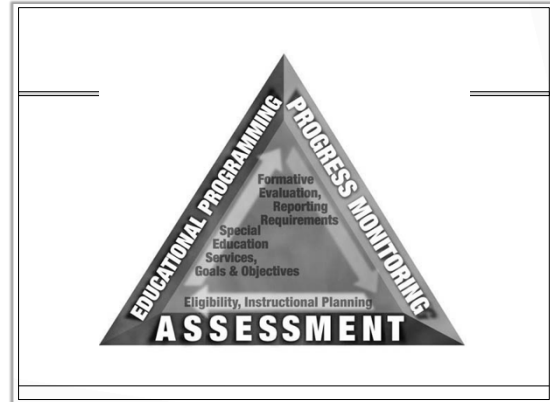 EDUCATIONAL PROGRAMMING
PROGRESS MONITORING
Formative
Evaluation,
Reporting
Requirements
Special
Education
Services,
Goals & Objectives
Eligibility, Instructional Planning
ASSESSMENT